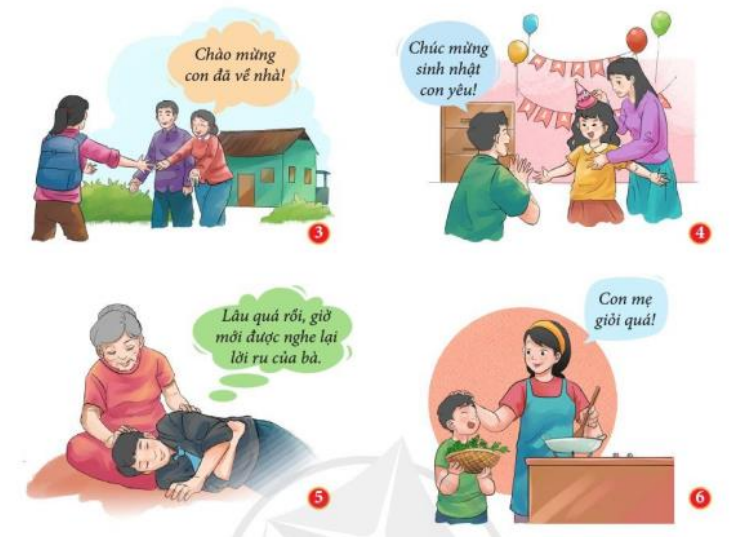 Chào mừng
con đã về nhà!
3
Chúc mừng
sinh nhật
con yêu!
4
Lâu quá rồi, giờ
mới được nghe lại
lời ru của bà.
5
Con mẹ
giỏi quá!
6